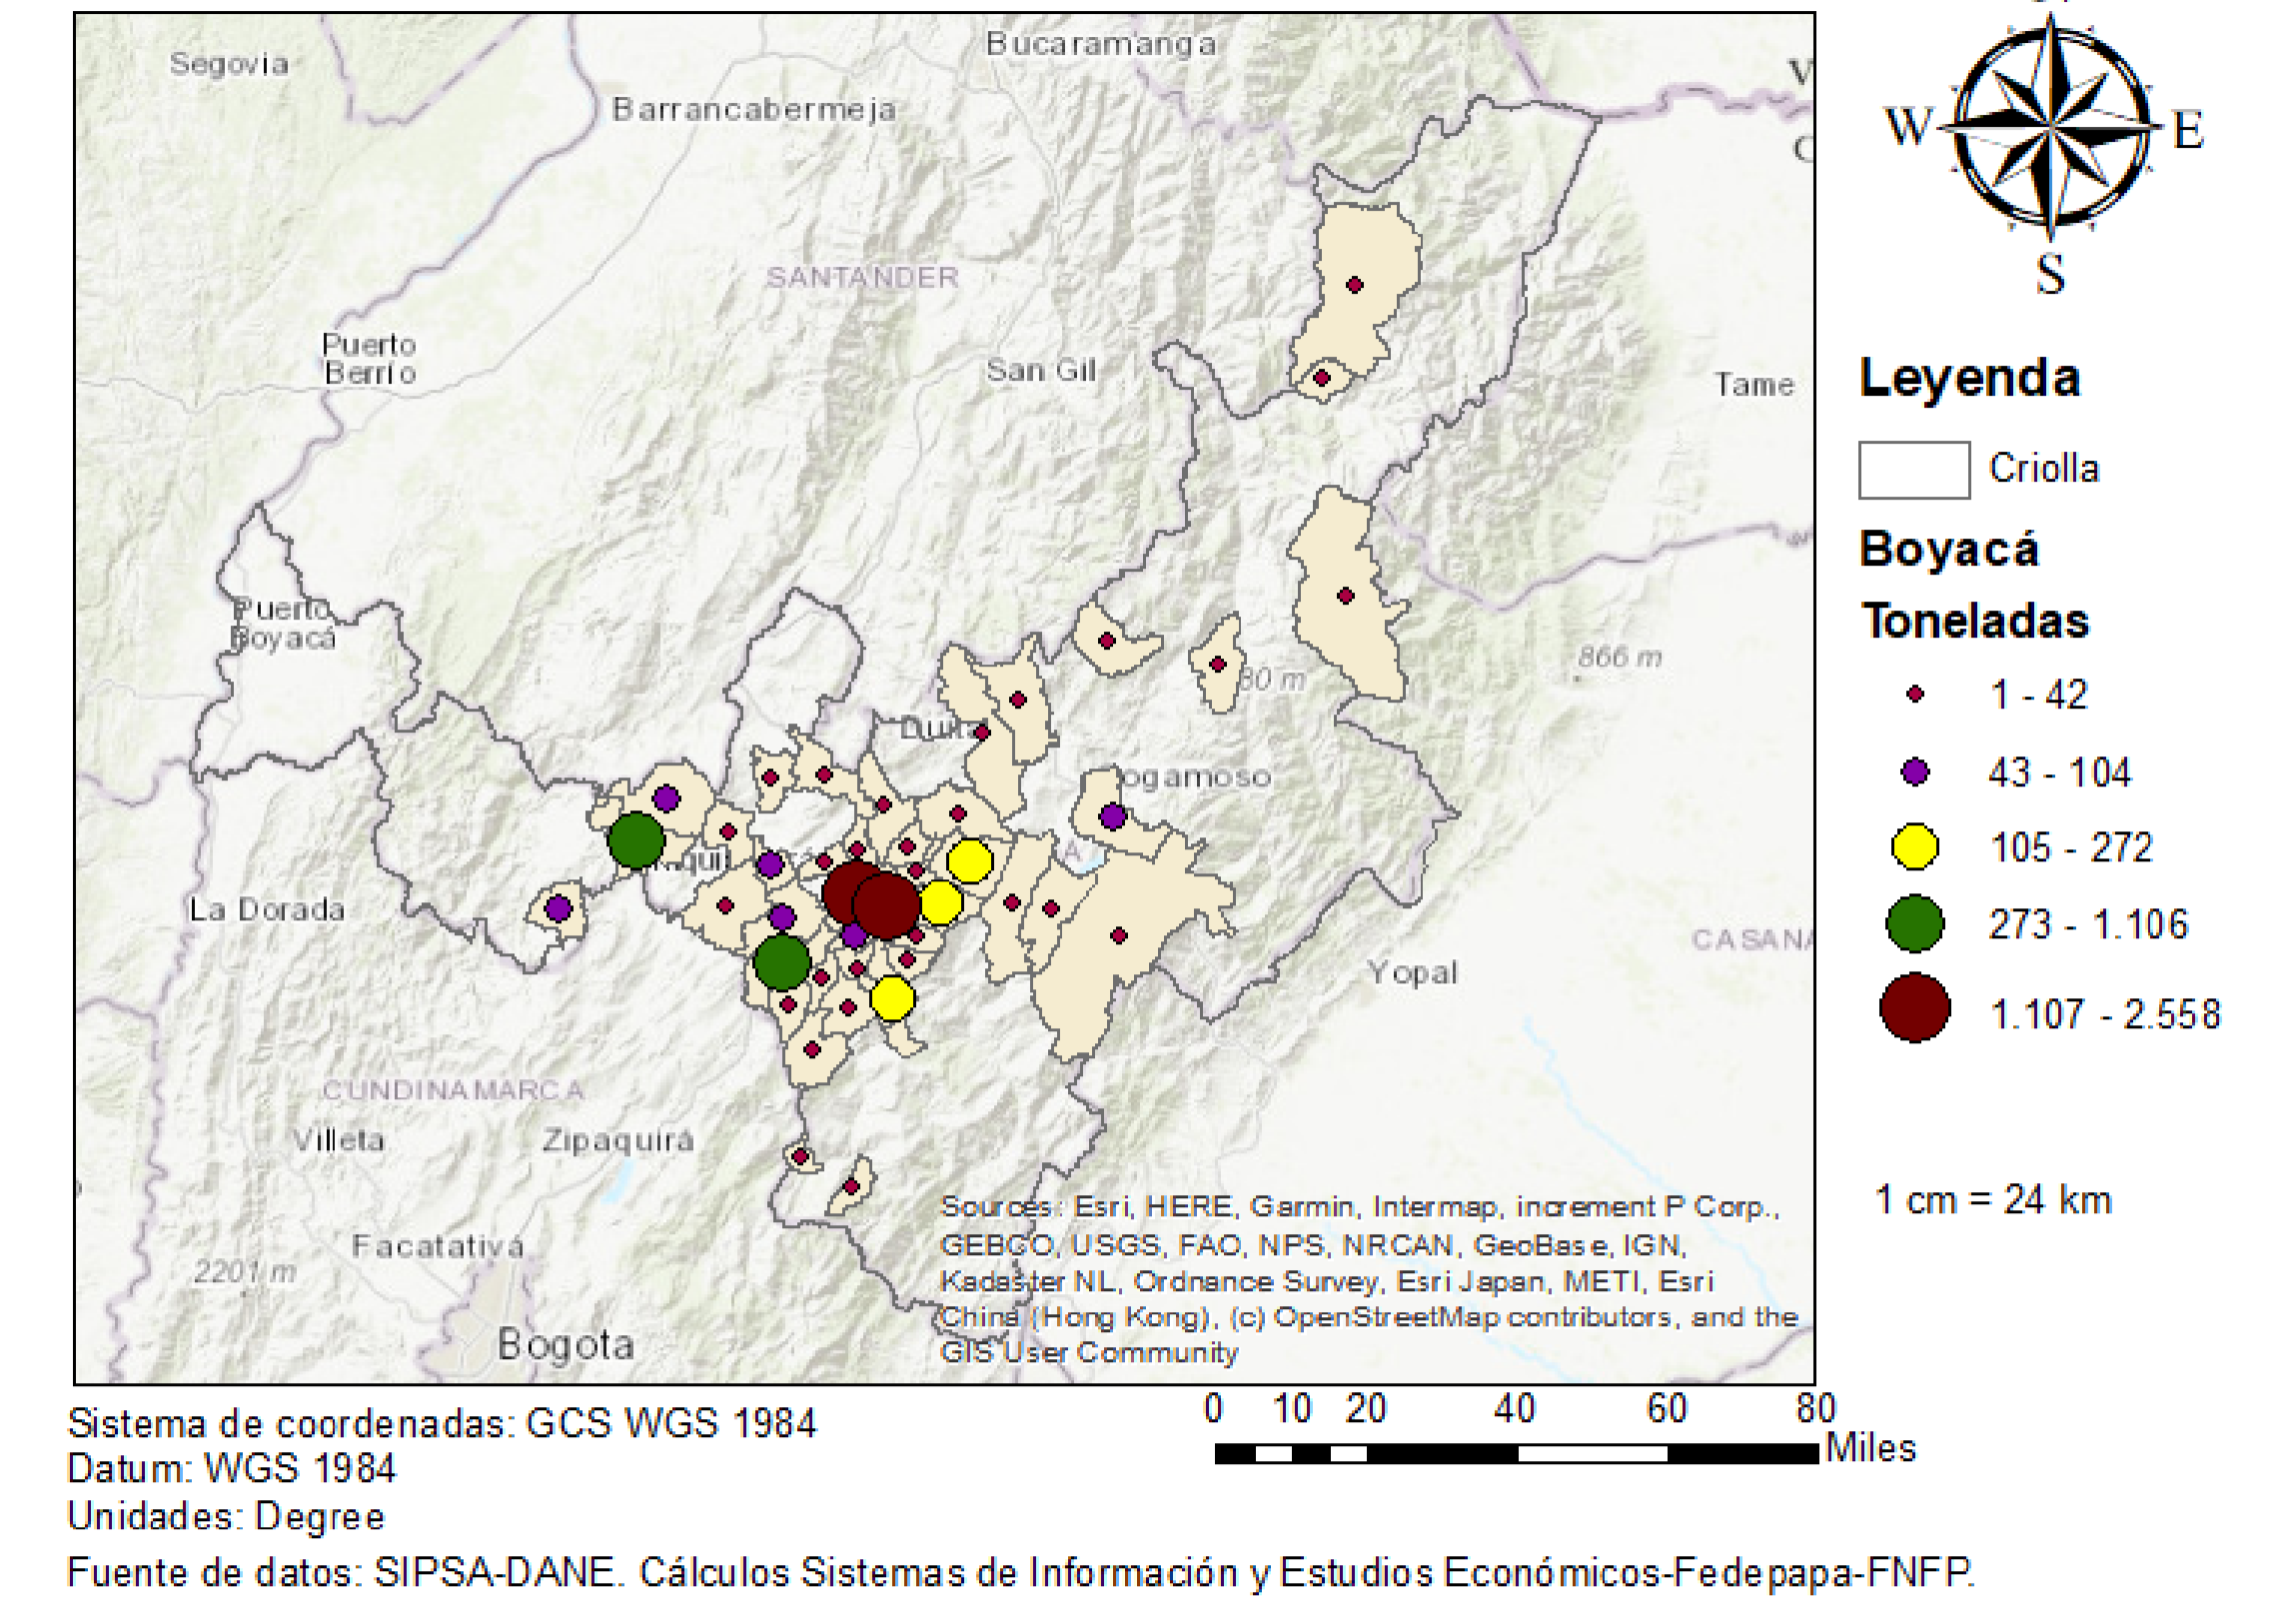 Segovia
Bucaramanga
Barrancabermeja
SANTANDER
Puerto
Berrío
San Gil
Tame
Puerto
Boyacá
866 m
80 m
Duita
ogamoso
La Dorada
CASANA
Yopal
CUNDINAMARCA
Villeta
Zipaquirá
Facatativá
2201 m
Bogota
Sources: Esri, HERE, Garmin, Intermap, increment P Corp.,
GEBCO, USGS, FAO, NPS, NRCAN, GeoBase, IGN,
Kadaster NL, Ordnance Survey, Esri Japan, METI, Esri
China (Hong Kong), (c) OpenStreetMap contributors, and the
GIS User Community
W
E
S
Leyenda
Criolla
Boyacá
Toneladas
1 - 42
43 - 104
105 - 272
273 - 1.106
1.107 - 2.558
1 cm = 24 km
0 10 20 40 60 80
Miles
Sistema de coordenadas: GCS WGS 1984
Datum: WGS 1984
Unidades: Degree
Fuente de datos: SIPSA-DANE. Cálculos Sistemas de Información y Estudios Económicos-Fedepapa-FNFP.